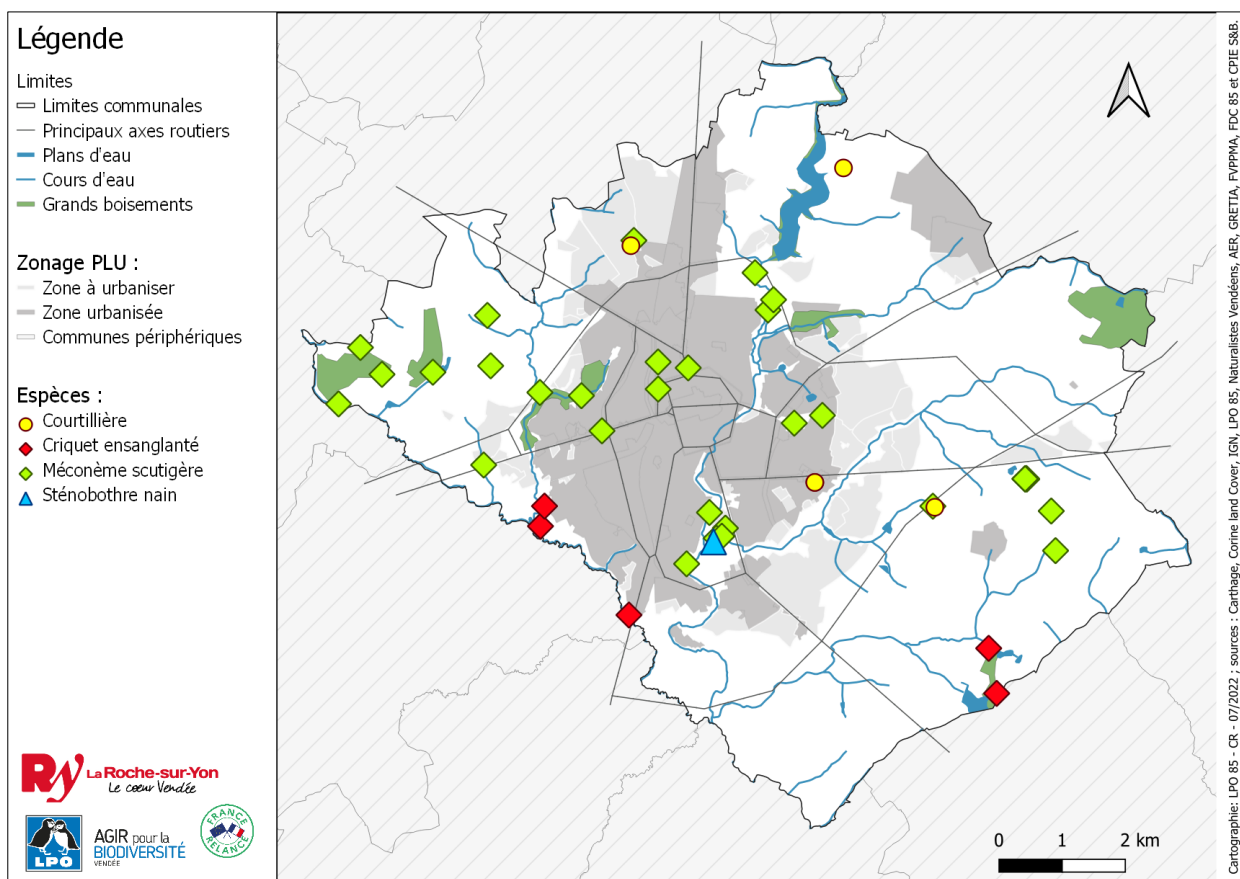 Légende
Limites
Limites communales
Principaux axes routiers
Plans d'eau
Cours d'eau
Grands boisements
Zonage PLU :
Zone à urbaniser
Zone urbanisée
Communes périphériques
Espèces :
Courtillière
Criquet ensanglanté
Méconème scutigère
Sténobothre nain
Ry La Roche-sur-Yon
Le cœur Vendée
LPO
AGIR pour la
BIODIVERSITÉ
VENDÉE
FRANCE
RELANCE
0 1 2 km
Cartographie: LPO 85 - CR - 07/2022 ; sources : Carthage, Corinne land Cover, IGN, LPO 85, Naturalistes Vendéens, AER, GRETIA, FVPPMA, FDC 85 et CPIE S&B.